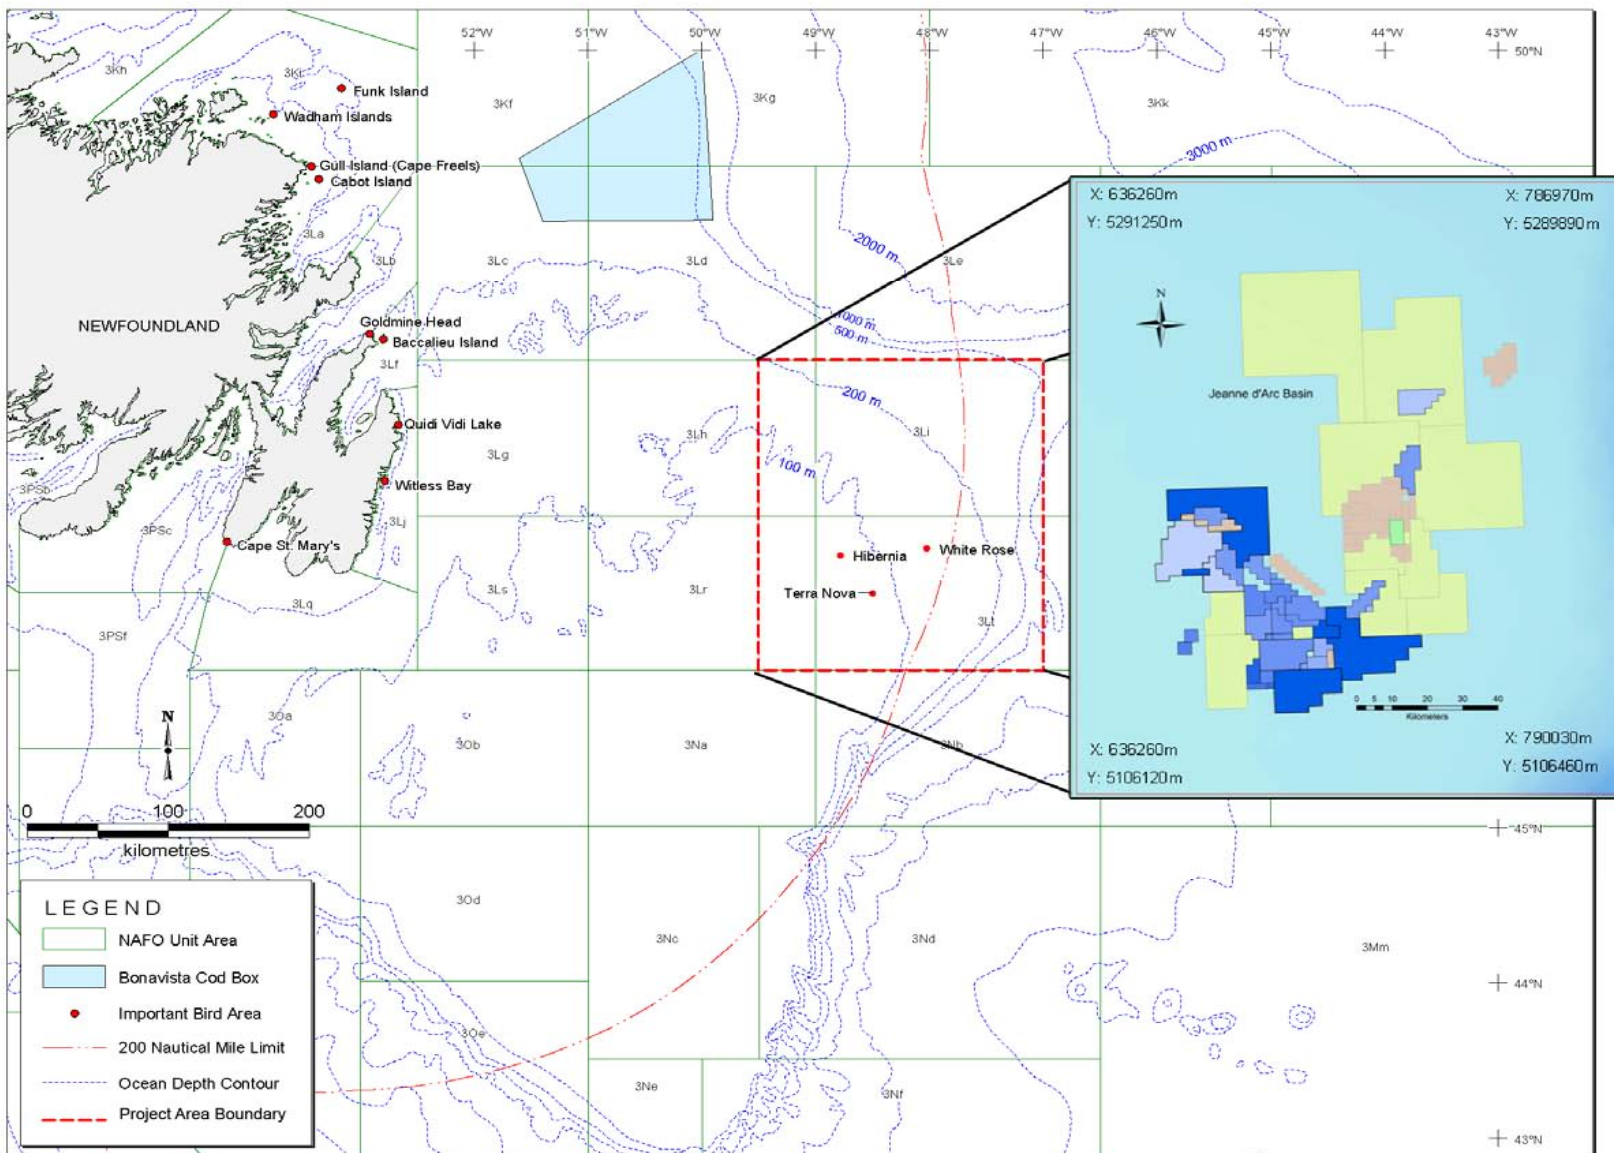 52°W
51°W
50°W
49°W
48°W
47°W
46°W
45°W
44°W
43°W
50°N
3Kh
3Ki
Funk Island
3Kf
3Kg
3Kk
Wadham Islands
3000 m
Gull Island (Cape Freels)
Cabot Island
X: 636260m
Y: 5291250m
X: 786970m
Y: 5289890m
3La
3Lb
3Lc
3Ld
2000 m
3Le
N
NEWFOUNDLAND
Goldmine Head
Baccalieu Island
1000 m
500 m
3Lf
200 m
Jeanne d'Arc Basin
Quidi Vidi Lake
3Lg
3Lh
3Li
100 m
3PSb
Witless Bay
3PSc
3Lj
Cape St. Mary's
Hibernia
White Rose
Terra Nova
3Ls
3Lr
3Lt
3Lq
3PSf
0 5 10 20 30 40
Kilometers
N
3Oa
3Ob
3Na
3Nb
X: 636260m
Y: 5106120m
X: 790030m
Y: 5106460m
0 100 200
kilometres
45°N
LEGEND
NAFO Unit Area
Bonavista Cod Box
Important Bird Area
200 Nautical Mile Limit
Ocean Depth Contour
Project Area Boundary
3Od
3Nc
3Nd
3Mm
44°N
3Oe
3Ne
3Nf
43°N